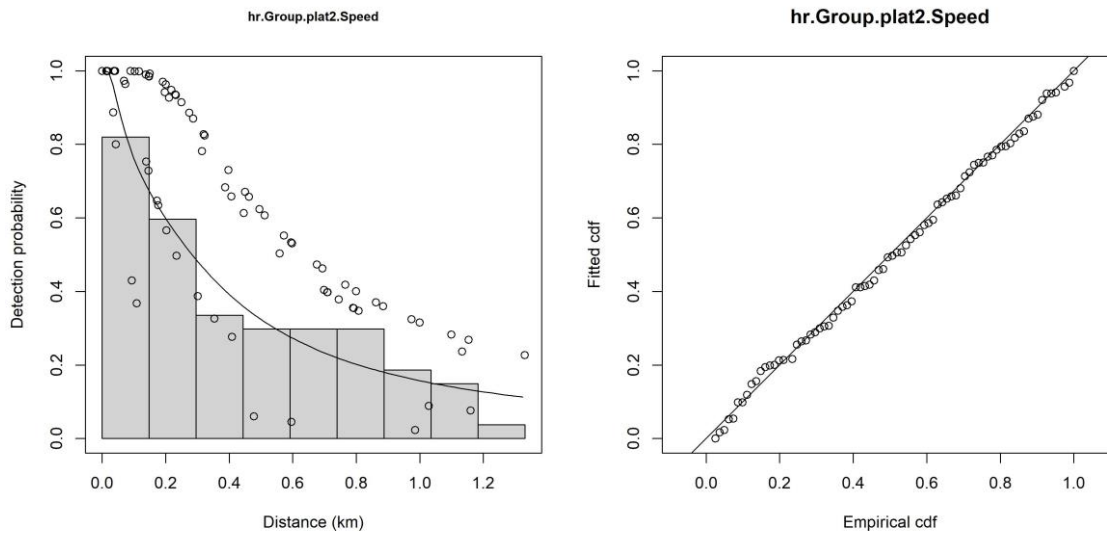 hr.Group.plat2.Speed
Detection probability
1.0
0.8
0.6
0.4
0.2
0.0
0.0 0.2 0.4 0.6 0.8 1.0 1.2
Distance (km)
hr.Group.plat2.Speed
Fitted cdf
1.0
0.8
0.6
0.4
0.2
0.0
0.0 0.2 0.4 0.6 0.8 1.0
Empirical cdf